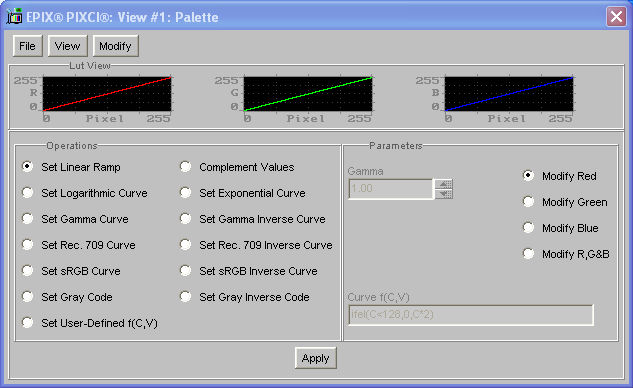 EPIX® PIXCI®: View #1: Palette
File View Modify
Lut View
255 255 255
R G B
0 Pixel 255 0 Pixel 255 0 Pixel 255
Operations Parameters
Set Linear Ramp Complement Values Gamma Modify Red
Set Logarithmic Curve Set Exponential Curve 1.00 Modify Green
Set Gamma Curve Set Gamma Inverse Curve Modify Blue
Set Rec. 709 Curve Set Rec. 709 Inverse Curve Modify R,G&B
Set sRGB Curve Set sRGB Inverse Curve
Set Gray Code Set Gray Inverse Code Curve f(C,V)
Set User-Defined f(C,V) ifel(C<128,0,C*2)
Apply